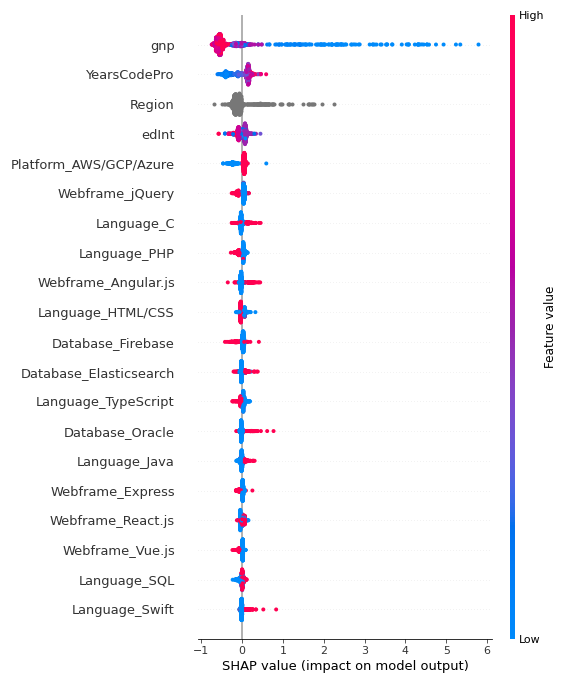 High
gnp
YearsCodePro
Region
edInt
Platform_AWS/GCP/Azure
Webframe_jQuery
Language_C
Language_PHP
Webframe_Angular.js
Language_HTML/CSS
Database_Firebase
Database_Elasticsearch
Language_TypeScript
Database_Oracle
Language_Java
Webframe_Express
Webframe_React.js
Webframe_Vue.js
Language_SQL
Language_Swift
Feature value
Low
−1 0 1 2 3 4 5 6
SHAP value (impact on model output)